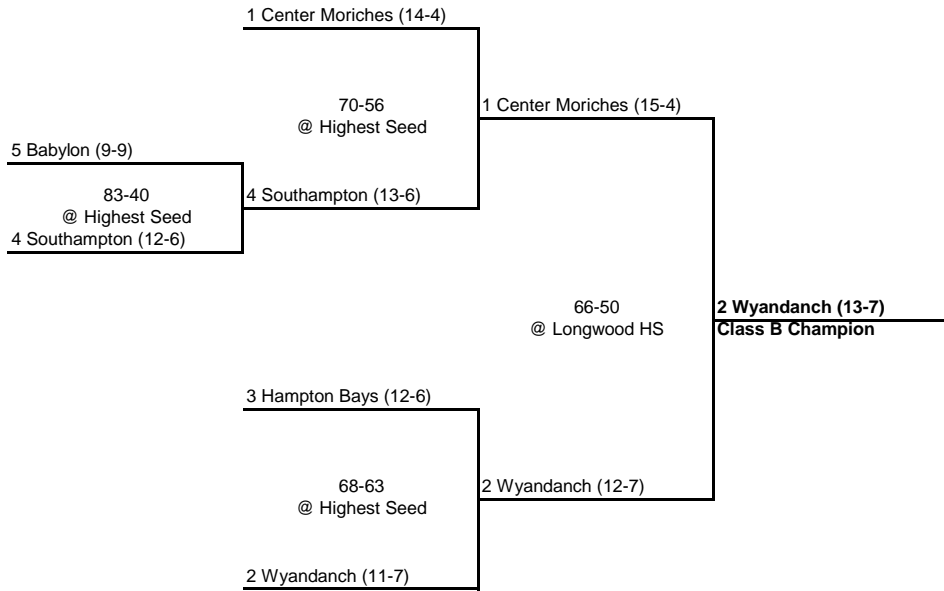 1 Center Moriches (14-4)
70-56
@ Highest Seed
1 Center Moriches (15-4)
5 Babylon (9-9)
83-40
@ Highest Seed
4 Southampton (13-6)
4 Southampton (12-6)
66-50
@ Longwood HS
2 Wyandanch (13-7)
Class B Champion
3 Hampton Bays (12-6)
68-63
@ Highest Seed
2 Wyandanch (12-7)
2 Wyandanch (11-7)